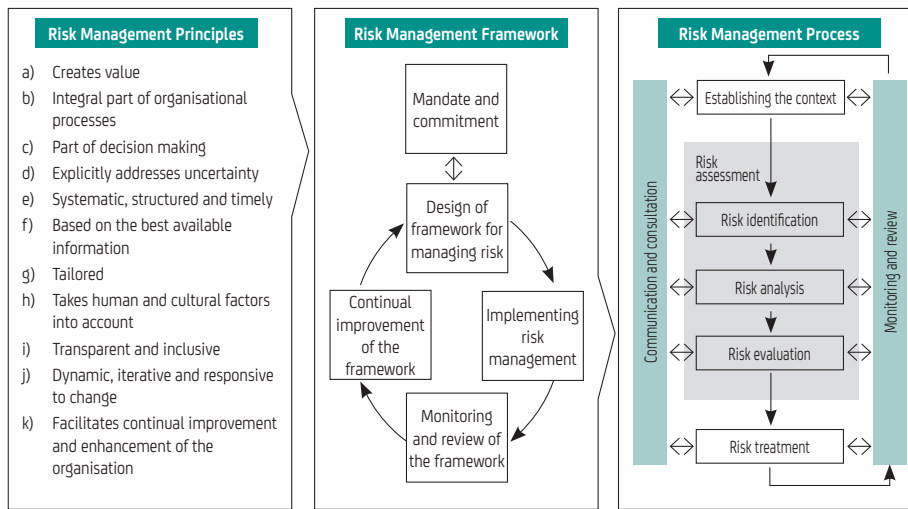 Risk Management Principles
a) Creates value
b) Integral part of organisational
processes
c) Part of decision making
d) Explicitly addresses uncertainty
e) Systematic, structured and timely
f) Based on the best available
information
g) Tailored
h) Takes human and cultural factors
into account
i) Transparent and inclusive
j) Dynamic, iterative and responsive
to change
k) Facilitates continual improvement
and enhancement of the
organisation
Risk Management Framework
Mandate and
commitment
Design of
framework for
managing risk
Continual
improvement
of the
framework
Implementing
risk
management
Monitoring
and review of
the framework
Risk Management Process
Communication and consultation
Establishing the context
Risk
assessment
Risk identification
Risk analysis
Risk evaluation
Risk treatment
Monitoring and review